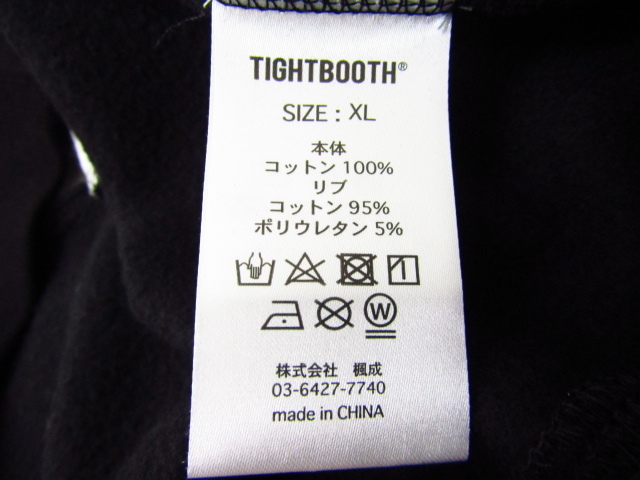 TIGHTBOOTH®
SIZE : XL
本体
コットン 100%
リブ
コットン 95%
ポリウレタン 5%
W
株式会社 楓成
03-6427-7740
made in CHINA